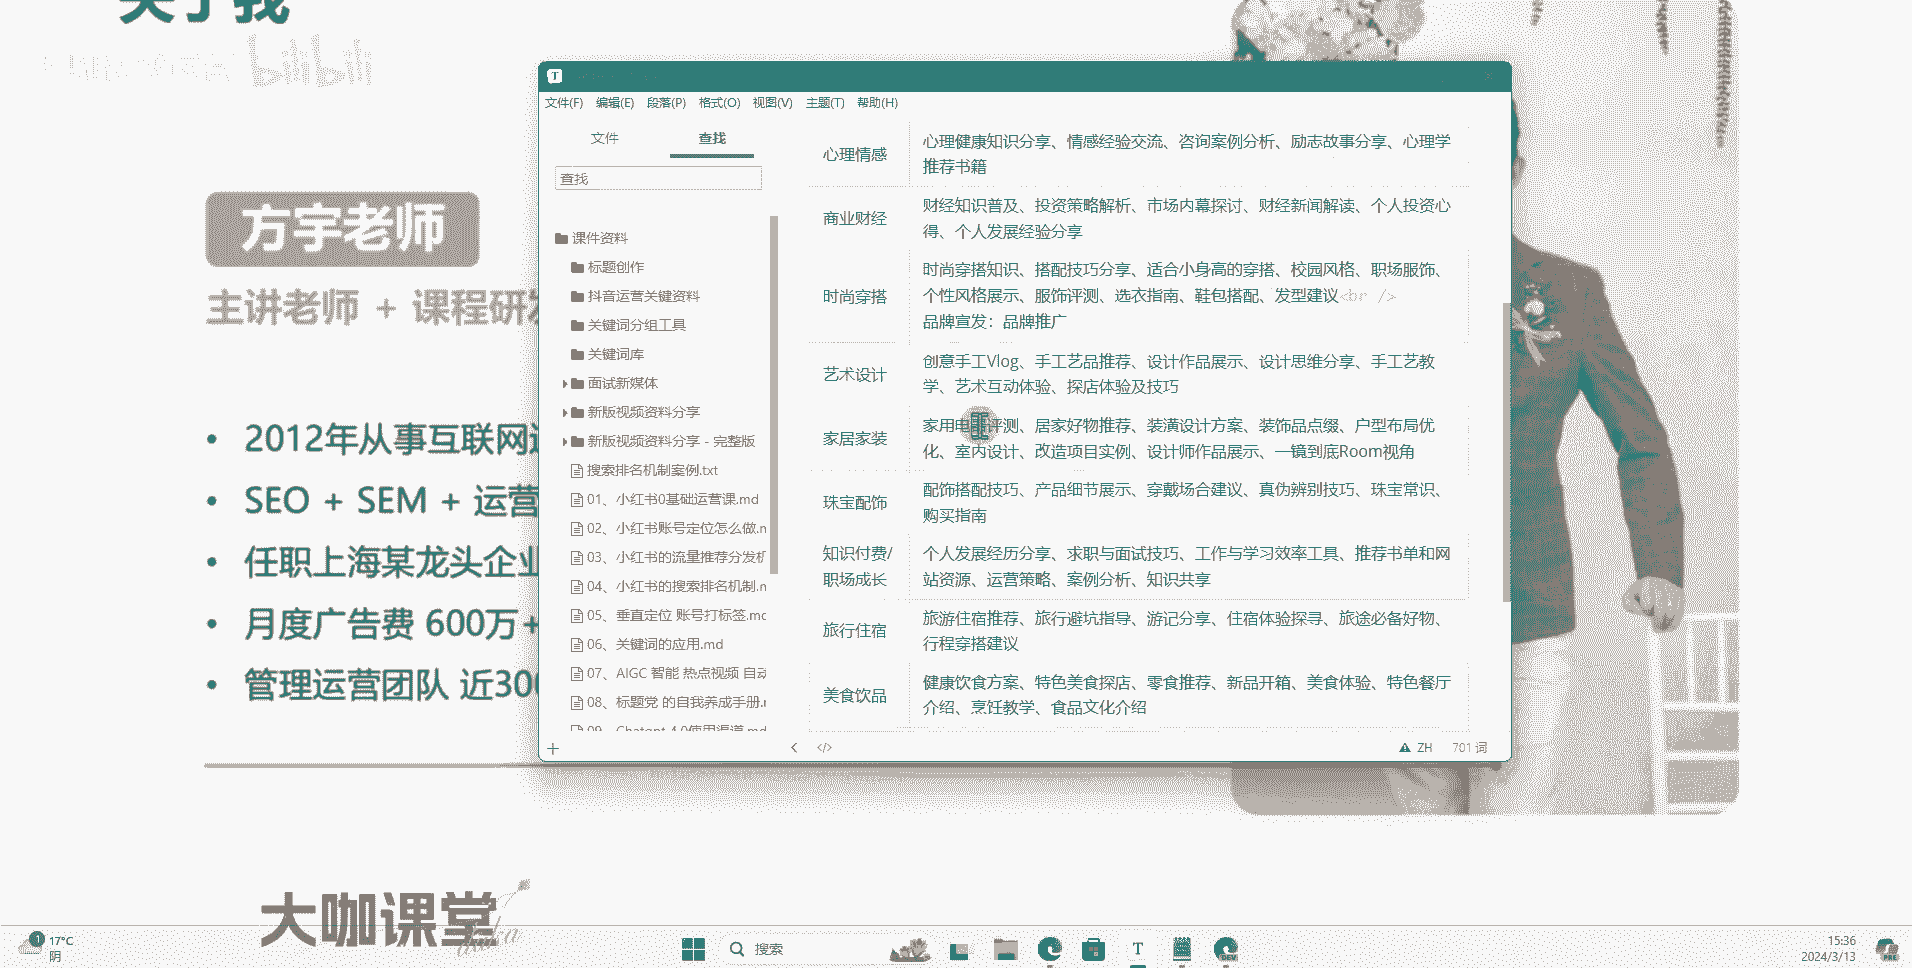 关于我
bilibili
方宇老师
主讲老师 + 课程研发
2012年从事互联网
SEO + SEM + 运营
任职上海某龙头企业
月度广告费 600万+
管理运营团队 近300
大咖课堂
文件(F) 编辑(E) 段落(P) 格式(O) 视图(V) 主题(T) 帮助(H)
文件 查找
查找
课件资料
标题创作
抖音运营关键资料
关键词分组工具
关键词库
面试新媒体
新版视频资料分享
新版视频资料分享 - 完整版
搜索排名机制案例.txt
01、小红书0基础运营课.md
02、小红书账号定位怎么做.m
03、小红书的流量推荐分发机
04、小红书的搜索排名机制.m
05、垂直定位 账号打标签.md
06、关键词的应用.md
07、AIGC 智能 热点视频 自动
08、标题党 的自我养成手册.m
09、Chatgpt 4.0使用渠道.md
心理情感
心理健康知识分享、情感经验交流、咨询案例分析、励志故事分享、心理学
推荐书籍
商业财经
财经知识普及、投资策略解析、市场内幕探讨、财经新闻解读、个人投资心
得、个人发展经验分享
时尚穿搭
时尚穿搭知识、搭配技巧分享、适合小身高的穿搭、校园风格、职场服饰、
个性风格展示、服饰评测、选衣指南、鞋包搭配、发型建议<br />
品牌宣发：品牌推广
艺术设计
创意手工Vlog、手工艺品推荐、设计作品展示、设计思维分享、手工艺教
学、艺术互动体验、探店体验及技巧
家居家装
家用电器评测、居家好物推荐、装潢设计方案、装饰品点缀、户型布局优
化、室内设计、改造项目实例、设计师作品展示、一镜到底Room视角
珠宝配饰
配饰搭配技巧、产品细节展示、穿戴场合建议、真伪辨别技巧、珠宝常识、
购买指南
知识付费/
职场成长
个人发展经历分享、求职与面试技巧、工作与学习效率工具、推荐书单和网
站资源、运营策略、案例分析、知识共享
旅行住宿
旅游住宿推荐、旅行避坑指导、游记分享、住宿体验探寻、旅途必备好物、
行程穿搭建议
美食饮品
健康饮食方案、特色美食探店、零食推荐、新品开箱、美食体验、特色餐厅
介绍、烹饪教学、食品文化介绍
ZH 701 词
1 17°C
阴
搜索
DEV
15:36
2024/3/13
PRE